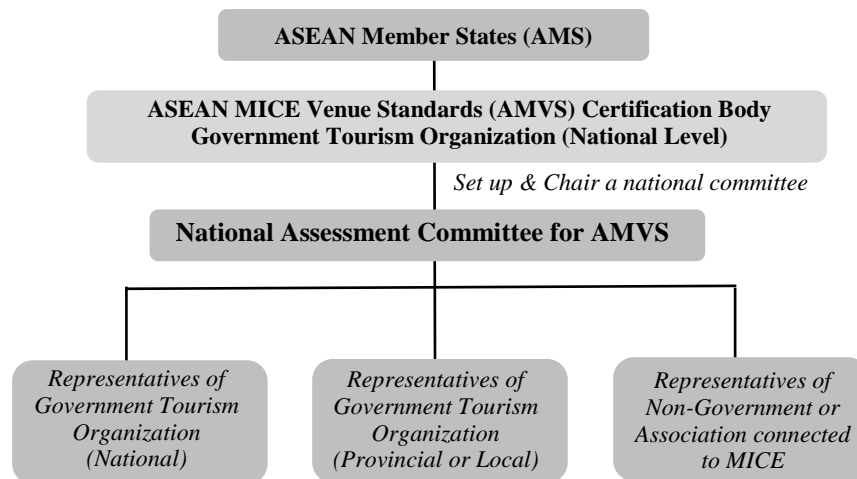 ASEAN Member States (AMS)
ASEAN MICE Venue Standards (AMVS) Certification Body
Government Tourism Organization (National Level)
Set up & Chair a national committee
National Assessment Committee for AMVS
Representatives of
Government Tourism
Organization
(National)
Representatives of
Government Tourism
Organization
(Provincial or Local)
Representatives of
Non-Government or
Association connected
to MICE